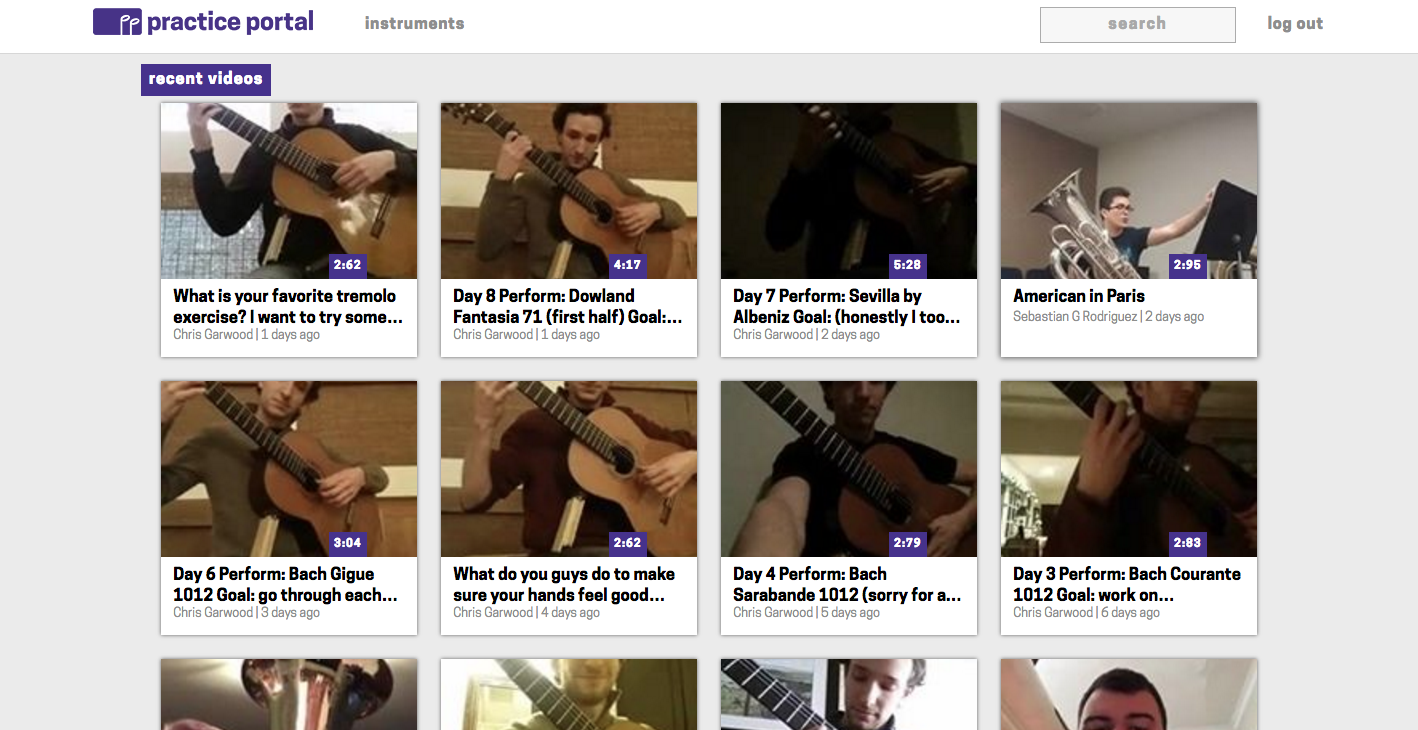 practice portal
instruments
search
log out
recent videos
2:62
What is your favorite tremolo
exercise? I want to try some...
Chris Garwood | 1 days ago
4:17
Day 8 Perform: Dowland
Fantasia 71 (first half) Goal:...
Chris Garwood | 1 days ago
5:28
Day 7 Perform: Sevilla by
Albeniz Goal: (honestly I too...
Chris Garwood | 2 days ago
2:95
American in Paris
Sebastian G Rodriguez | 2 days ago
3:04
Day 6 Perform: Bach Gigue
1012 Goal: go through each...
Chris Garwood | 3 days ago
2:62
What do you guys do to make
sure your hands feel good...
Chris Garwood | 4 days ago
2:79
Day 4 Perform: Bach
Sarabande 1012 (sorry for a...
Chris Garwood | 5 days ago
2:83
Day 3 Perform: Bach Courante
1012 Goal: work on...
Chris Garwood | 6 days ago